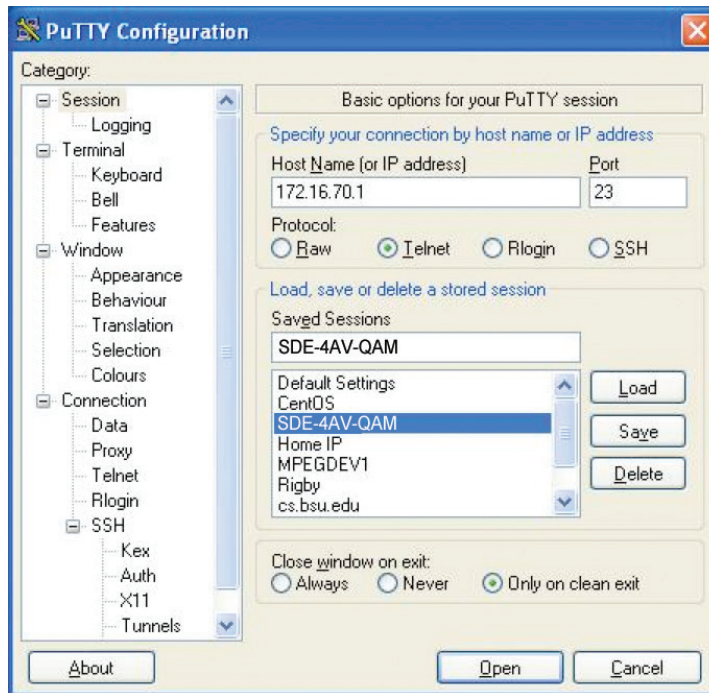 PuTTY Configuration
Category:
Session
Logging
Terminal
Keyboard
Bell
Features
Window
Appearance
Behaviour
Translation
Selection
Colours
Connection
Data
Proxy
Telnet
Rlogin
SSH
Kex
Auth
X11
Tunnels
Basic options for your PuTTY session
Specify your connection by host name or IP address
Host Name (or IP address) Port
172.16.70.1 23
Protocol:
Raw Telnet Rlogin SSH
Load, save or delete a stored session
Saved Sessions
SDE-4AV-QAM
Default Settings
CentOS
SDE-4AV-QAM
Home IP
MPEGDEV1
Rigby
cs.bsu.edu
Load
Save
Delete
Close window on exit:
Always Never Only on clean exit
About Open Cancel